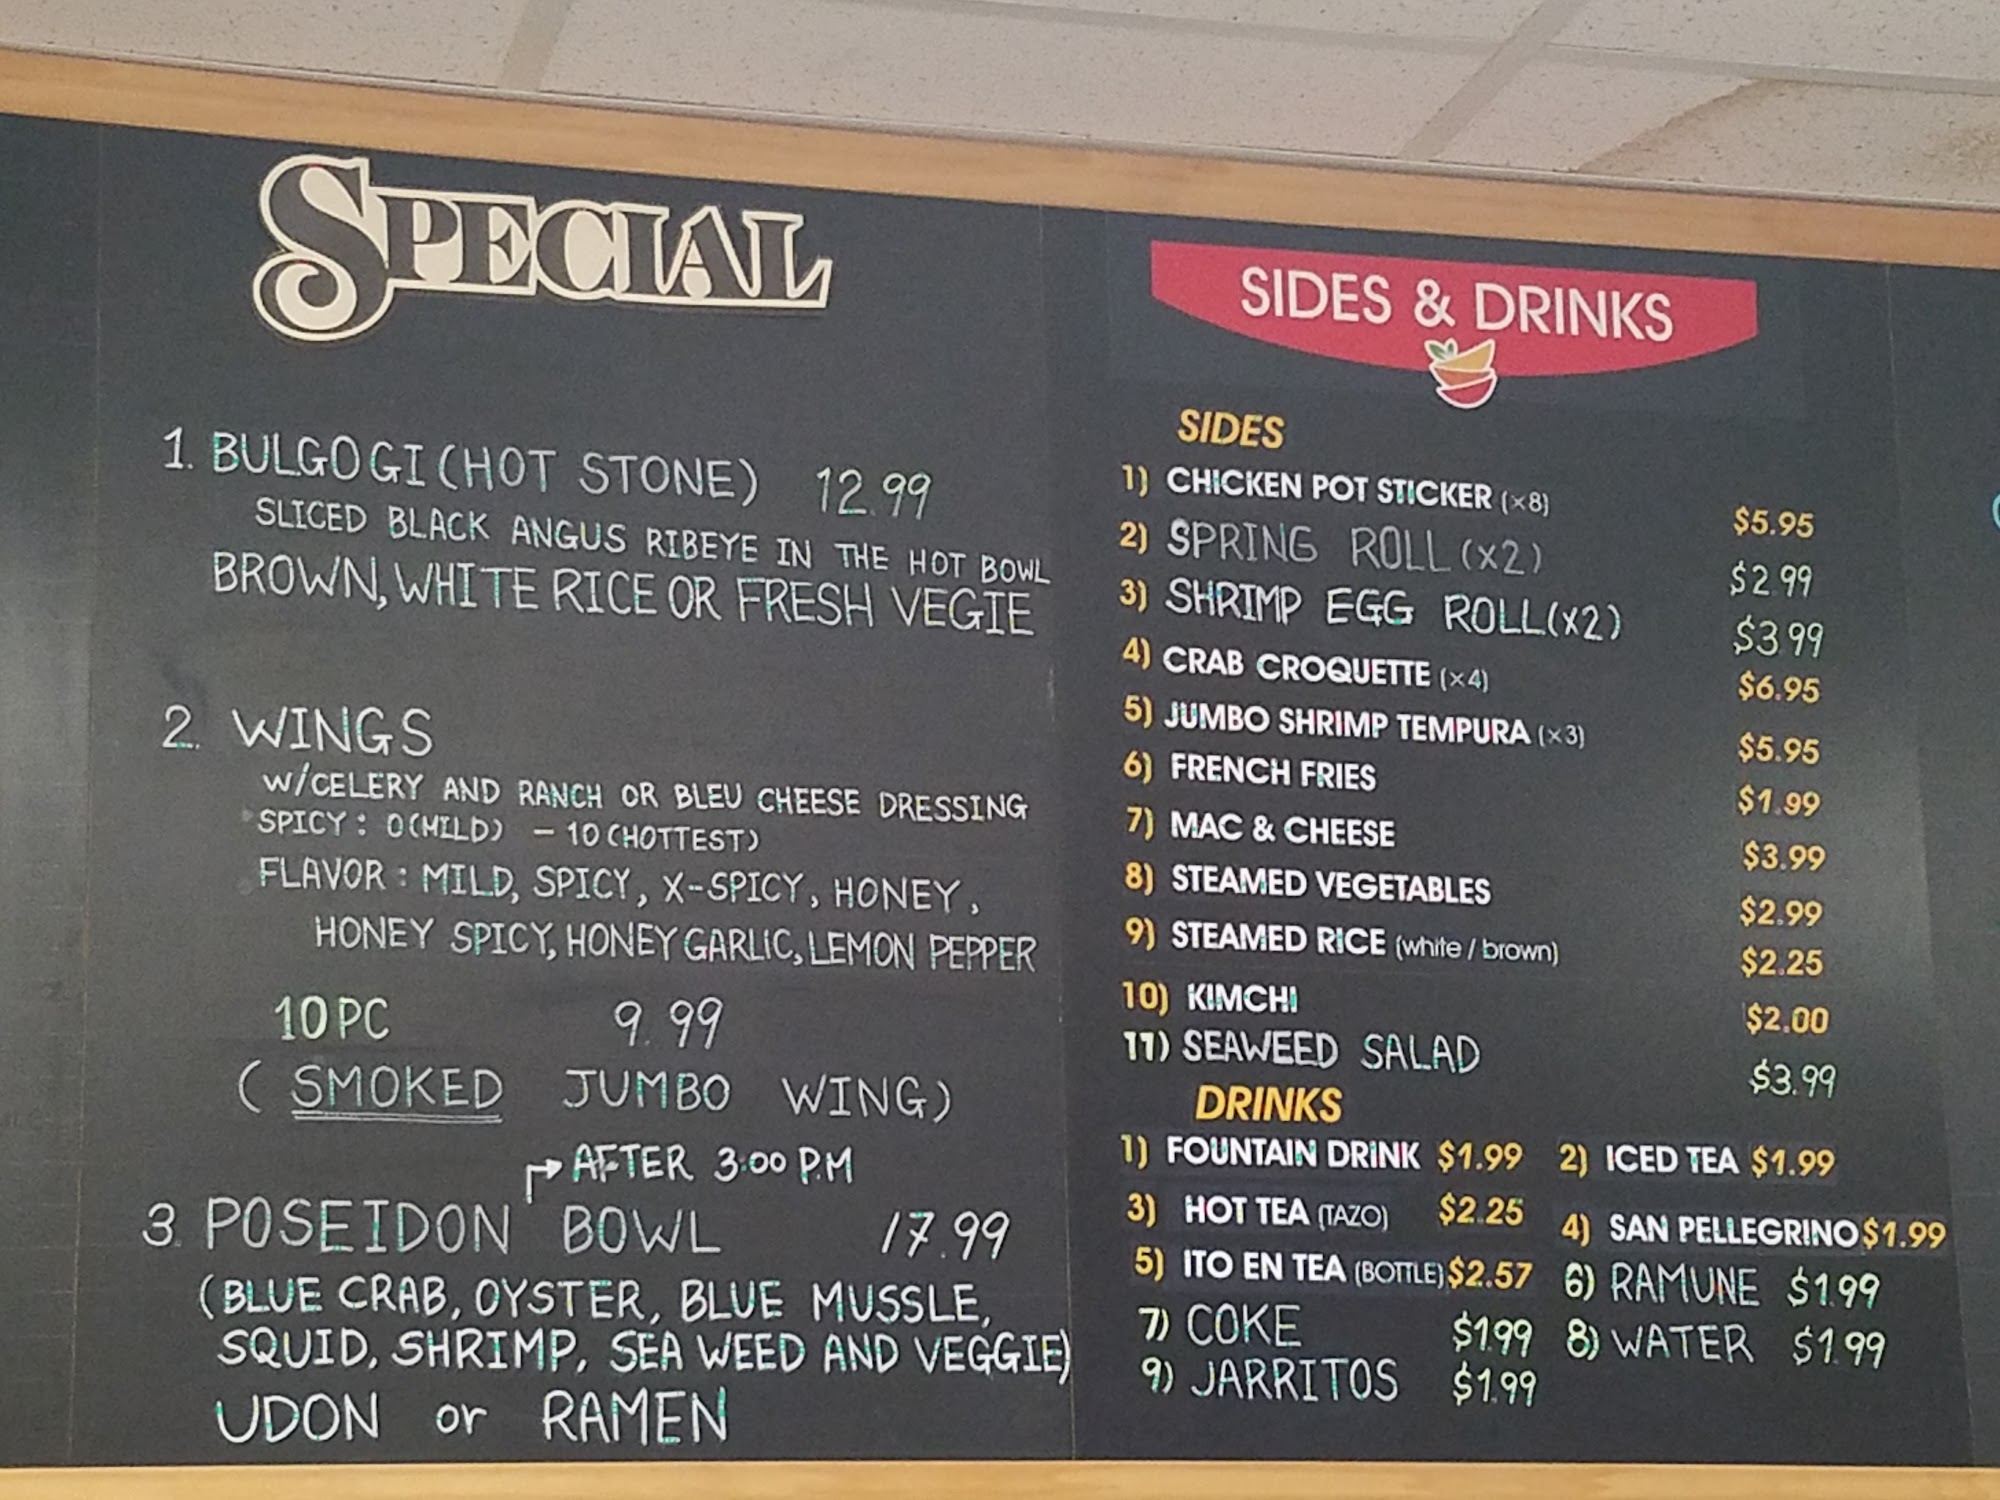 SPECIAL
1. BULGOGI (HOT STONE) 12.99
SLICED BLACK ANGUS RIBEYE IN THE HOT BOWL
BROWN, WHITE RICE OR FRESH VEGIE
2. WINGS
W/CELERY AND RANCH OR BLEU CHEESE DRESSING
SPICY : 0 (MILD) - 10 (HOTTEST)
FLAVOR : MILD, SPICY, X-SPICY, HONEY,
HONEY SPICY, HONEY GARLIC, LEMON PEPPER
10 PC 9.99
( SMOKED JUMBO WING )
AFTER 3:00 P.M
3. POSEIDON BOWL 17.99
(BLUE CRAB, OYSTER, BLUE MUSSLE,
SQUID, SHRIMP, SEA WEED AND VEGGIE)
UDON or RAMEN
SIDES & DRINKS
SIDES
1) CHICKEN POT STICKER (x8) $5.95
2) SPRING ROLL (x2) $2.99
3) SHRIMP EGG ROLL (x2) $3.99
4) CRAB CROQUETTE (x4) $6.95
5) JUMBO SHRIMP TEMPURA (x3) $5.95
6) FRENCH FRIES $1.99
7) MAC & CHEESE $3.99
8) STEAMED VEGETABLES $2.99
9) STEAMED RICE (white / brown) $2.25
10) KIMCHI $2.00
11) SEAWEED SALAD $3.99
DRINKS
1) FOUNTAIN DRINK $1.99 2) ICED TEA $1.99
3) HOT TEA (TAZO) $2.25 4) SAN PELLEGRINO $1.99
5) ITO EN TEA (BOTTLE) $2.57 6) RAMUNE $1.99
7) COKE $1.99 8) WATER $1.99
9) JARRITOS $1.99